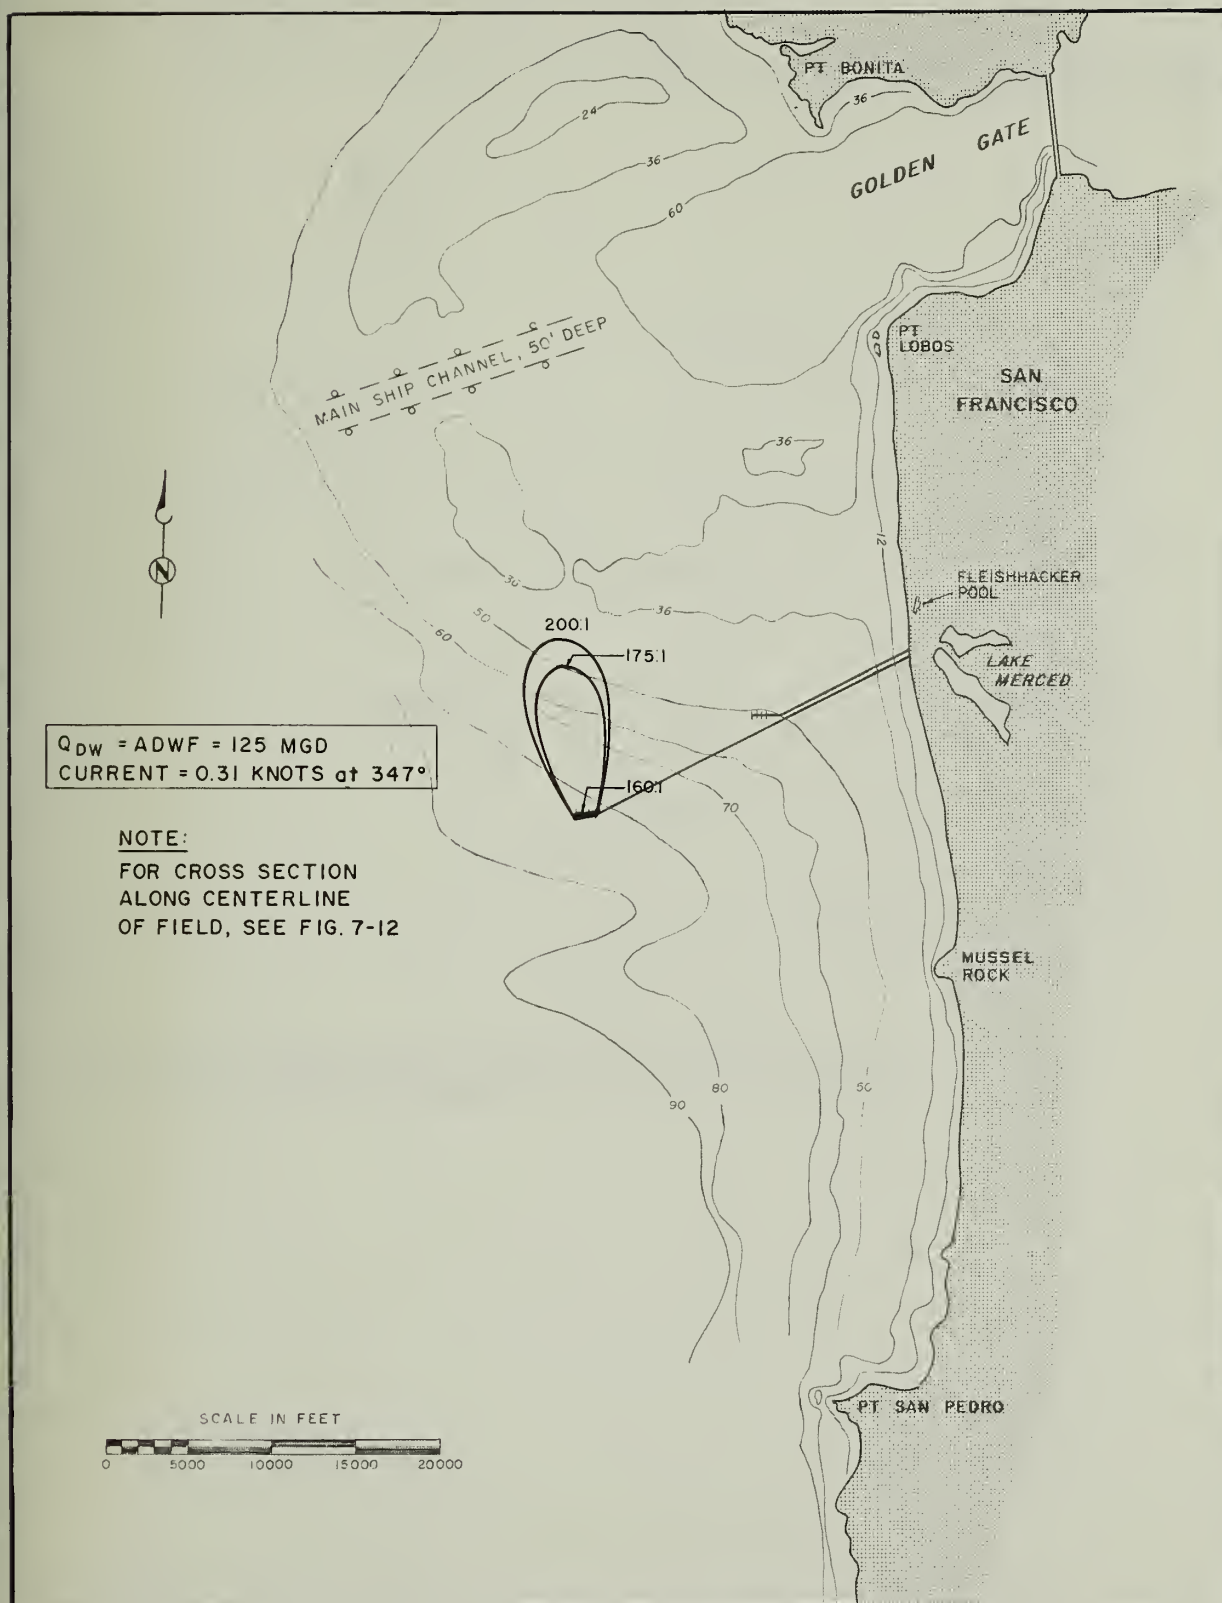 PT BONITA
36
24
GOLDEN GATE
36
60
MAIN SHIP CHANNEL, 50' DEEP
PT
LOBOS
SAN
FRANCISCO
36
12
N
FLEISHHACKER
POOL
36
36
50
60
200:1
175:1
LAKE
MERCED
QDW = ADWF = 125 MGD
CURRENT = 0.31 KNOTS at 347°
160:1
70
NOTE:
FOR CROSS SECTION
ALONG CENTERLINE
OF FIELD, SEE FIG. 7-12
MUSSEL
ROCK
80
50
90
PT SAN PEDRO
SCALE IN FEET
0 5000 10000 15000 20000